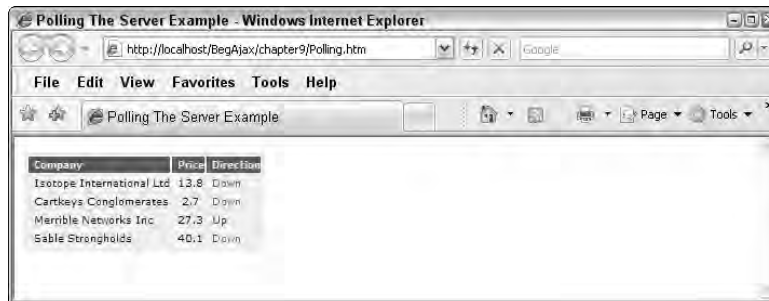 Polling The Server Example - Windows Internet Explorer
http://localhost/BegAjax/chapter9/Polling.htm Google
File Edit View Favorites Tools Help
Polling The Server Example Page Tools
Company Price Direction
Isotope International Ltd 13.8 Down
Cartkeys Conglomerates 2.7 Down
Merrible Networks Inc 27.3 Up
Sable Strongholds 40.1 Down